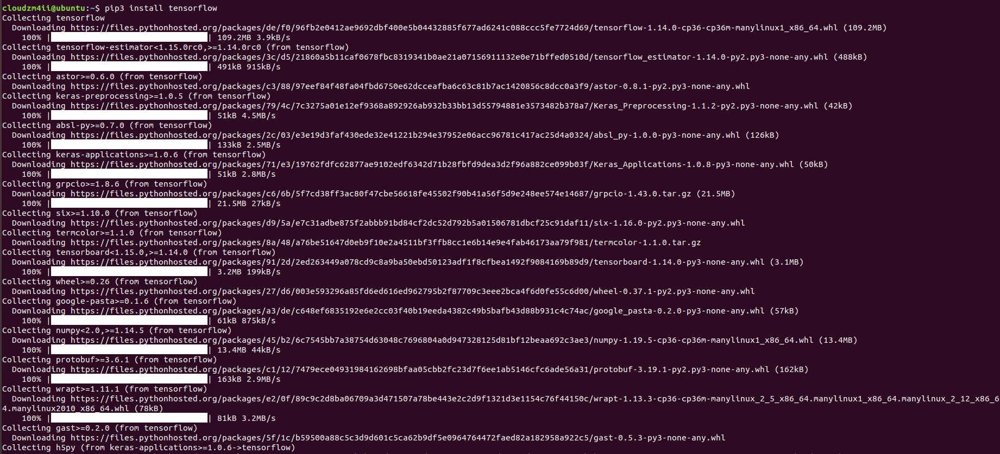 cloudzm4ii@ubuntu:~$ pip3 install tensorflow
Collecting tensorflow
Downloading https://files.pythonhosted.org/packages/de/f0/96fb2e0412ae9692dbf400e5b04432885f677ad6241c088ccc5fe7724d69/tensorflow-1.14.0-cp36-cp36m-manylinux1_x86_64.whl (109.2MB)
100% |████████████████████████████████| 109.2MB 3.9kB/s
Collecting tensorflow-estimator<1.15.0rc0,>=1.14.0rc0 (from tensorflow)
Downloading https://files.pythonhosted.org/packages/3c/d5/21860a5b11caf0678fbc8319341b0ae21a07156911132e0e71bffed0510d/tensorflow_estimator-1.14.0-py2.py3-none-any.whl (488kB)
100% |████████████████████████████████| 491kB 915kB/s
Collecting astor>=0.6.0 (from tensorflow)
Downloading https://files.pythonhosted.org/packages/c3/88/97eef84f48fa04fbd6750e62dcceafba6c63c81b7ac1420856c8dcc0a3f9/astor-0.8.1-py2.py3-none-any.whl
Collecting keras-preprocessing>=1.0.5 (from tensorflow)
Downloading https://files.pythonhosted.org/packages/79/4c/7c3275a01e12ef9368a892926ab932b33bb13d55794881e3573482b378a7/Keras_Preprocessing-1.1.2-py2.py3-none-any.whl (42kB)
100% |████████████████████████████████| 51kB 4.5MB/s
Collecting absl-py>=0.7.0 (from tensorflow)
Downloading https://files.pythonhosted.org/packages/2c/03/e3e19d3faf430ede32e41221b294e37952e06acc96781c417ac25d4a0324/absl_py-1.0.0-py3-none-any.whl (126kB)
100% |████████████████████████████████| 133kB 2.5MB/s
Collecting keras-applications>=1.0.6 (from tensorflow)
Downloading https://files.pythonhosted.org/packages/71/e3/19762fdfc62877ae9102edf6342d71b28fbfd9dea3d2f96a882ce099b03f/Keras_Applications-1.0.8-py3-none-any.whl (50kB)
100% |████████████████████████████████| 51kB 2.8MB/s
Collecting grpcio>=1.8.6 (from tensorflow)
Downloading https://files.pythonhosted.org/packages/c6/6b/5f7cd38ff3ac80f47cbe56618fe45502f90b41a56f5d9e248ee574e14687/grpcio-1.43.0.tar.gz (21.5MB)
100% |████████████████████████████████| 21.5MB 27kB/s
Collecting six>=1.10.0 (from tensorflow)
Downloading https://files.pythonhosted.org/packages/d9/5a/e7c31adbe875f2abbb91bd84cf2dc52d792b5a01506781dbcf25c91daf11/six-1.16.0-py2.py3-none-any.whl
Collecting termcolor>=1.1.0 (from tensorflow)
Downloading https://files.pythonhosted.org/packages/8a/48/a76be51647d0eb9f10e2a4511bf3ffb8cc1e6b14e9e4fab46173aa79f981/termcolor-1.1.0.tar.gz
Collecting tensorboard<1.15.0,>=1.14.0 (from tensorflow)
Downloading https://files.pythonhosted.org/packages/91/2d/2ed263449a078cd9c8a9ba50ebd50123adf1f8cfbea1492f9084169b89d9/tensorboard-1.14.0-py3-none-any.whl (3.1MB)
100% |████████████████████████████████| 3.2MB 199kB/s
Collecting wheel>=0.26 (from tensorflow)
Downloading https://files.pythonhosted.org/packages/27/d6/003e593296a85fd6ed616ed962795b2f87709c3eee2bca4f6d0fe55c6d00/wheel-0.37.1-py2.py3-none-any.whl
Collecting google-pasta>=0.1.6 (from tensorflow)
Downloading https://files.pythonhosted.org/packages/a3/de/c648ef6835192e6e2cc03f40b19eeda4382c49b5bafb43d88b931c4c74ac/google_pasta-0.2.0-py3-none-any.whl (57kB)
100% |████████████████████████████████| 61kB 875kB/s
Collecting numpy<2.0,>=1.14.5 (from tensorflow)
Downloading https://files.pythonhosted.org/packages/45/b2/6c7545bb7a38754d63048c7696804a0d947328125d81bf12beaa692c3ae3/numpy-1.19.5-cp36-cp36m-manylinux1_x86_64.whl (13.4MB)
100% |████████████████████████████████| 13.4MB 44kB/s
Collecting protobuf>=3.6.1 (from tensorflow)
Downloading https://files.pythonhosted.org/packages/c1/12/7479ece04931984162698bfaa05cbb2fc23d7f6ee1ab5146cfc6ade56a31/protobuf-3.19.1-py2.py3-none-any.whl (162kB)
100% |████████████████████████████████| 163kB 2.9MB/s
Collecting wrapt>=1.11.1 (from tensorflow)
Downloading https://files.pythonhosted.org/packages/e2/0f/89c9c2d8ba06709a3d471507a78be443e2c2d9f1321d3e1154c76f44150c/wrapt-1.13.3-cp36-cp36m-manylinux_2_5_x86_64.manylinux1_x86_64.manylinux_2_12_x86_6
4.manylinux2010_x86_64.whl (78kB)
100% |████████████████████████████████| 81kB 3.2MB/s
Collecting gast>=0.2.0 (from tensorflow)
Downloading https://files.pythonhosted.org/packages/5f/1c/b59500a88c5c3d9d601c5ca62b9df5e0964764472faed82a182958a922c5/gast-0.5.3-py3-none-any.whl
Collecting h5py (from keras-applications>=1.0.6->tensorflow)